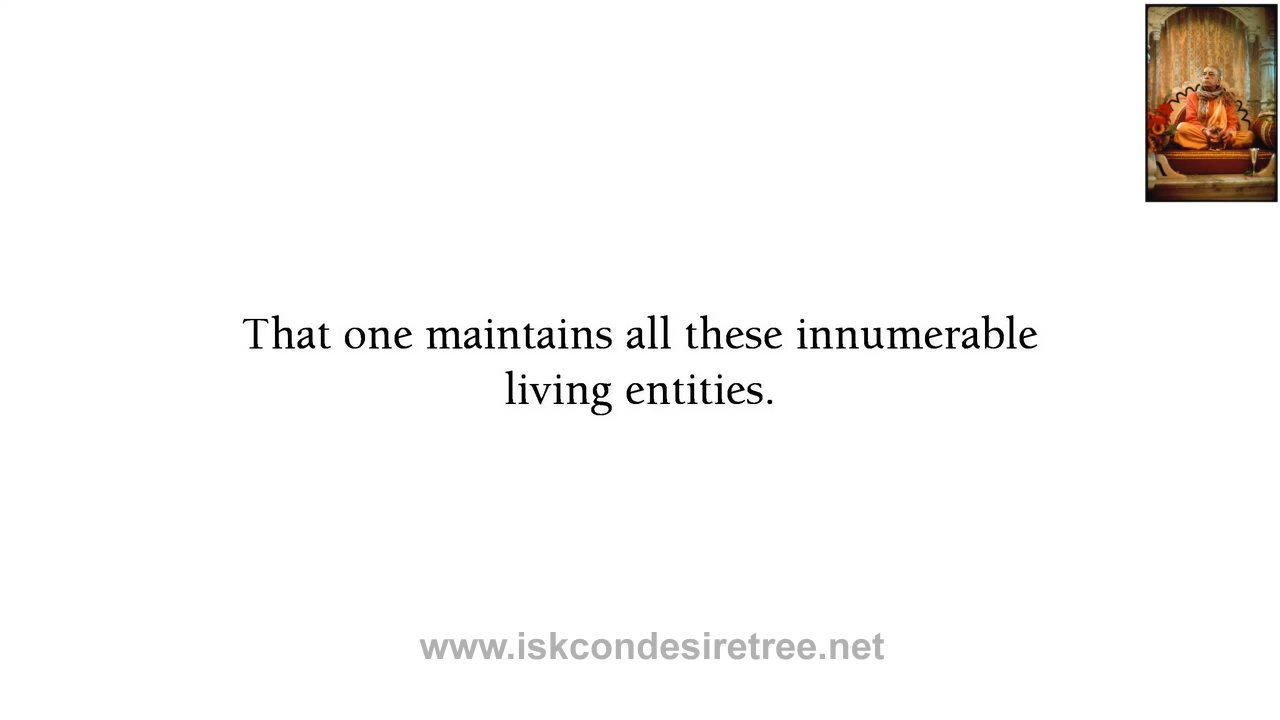 That one maintains all these innumerable
living entities.
www.iskcondesiretree.net